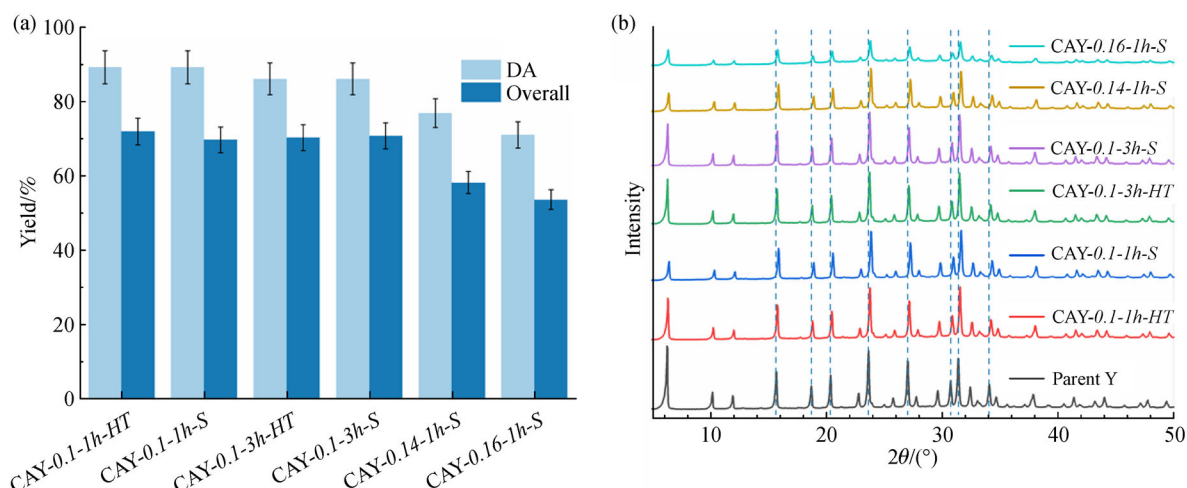 (a)
100
80
60
40
20
0
Yield/%
DA
Overall
CAY-0.1-1h-HT
CAY-0.1-1h-S
CAY-0.1-3h-HT
CAY-0.1-3h-S
CAY-0.14-1h-S
CAY-0.16-1h-S
(b)
Intensity
CAY-0.16-1h-S
CAY-0.14-1h-S
CAY-0.1-3h-S
CAY-0.1-3h-HT
CAY-0.1-1h-S
CAY-0.1-1h-HT
Parent Y
10 20 30 40 50
2θ/(°)